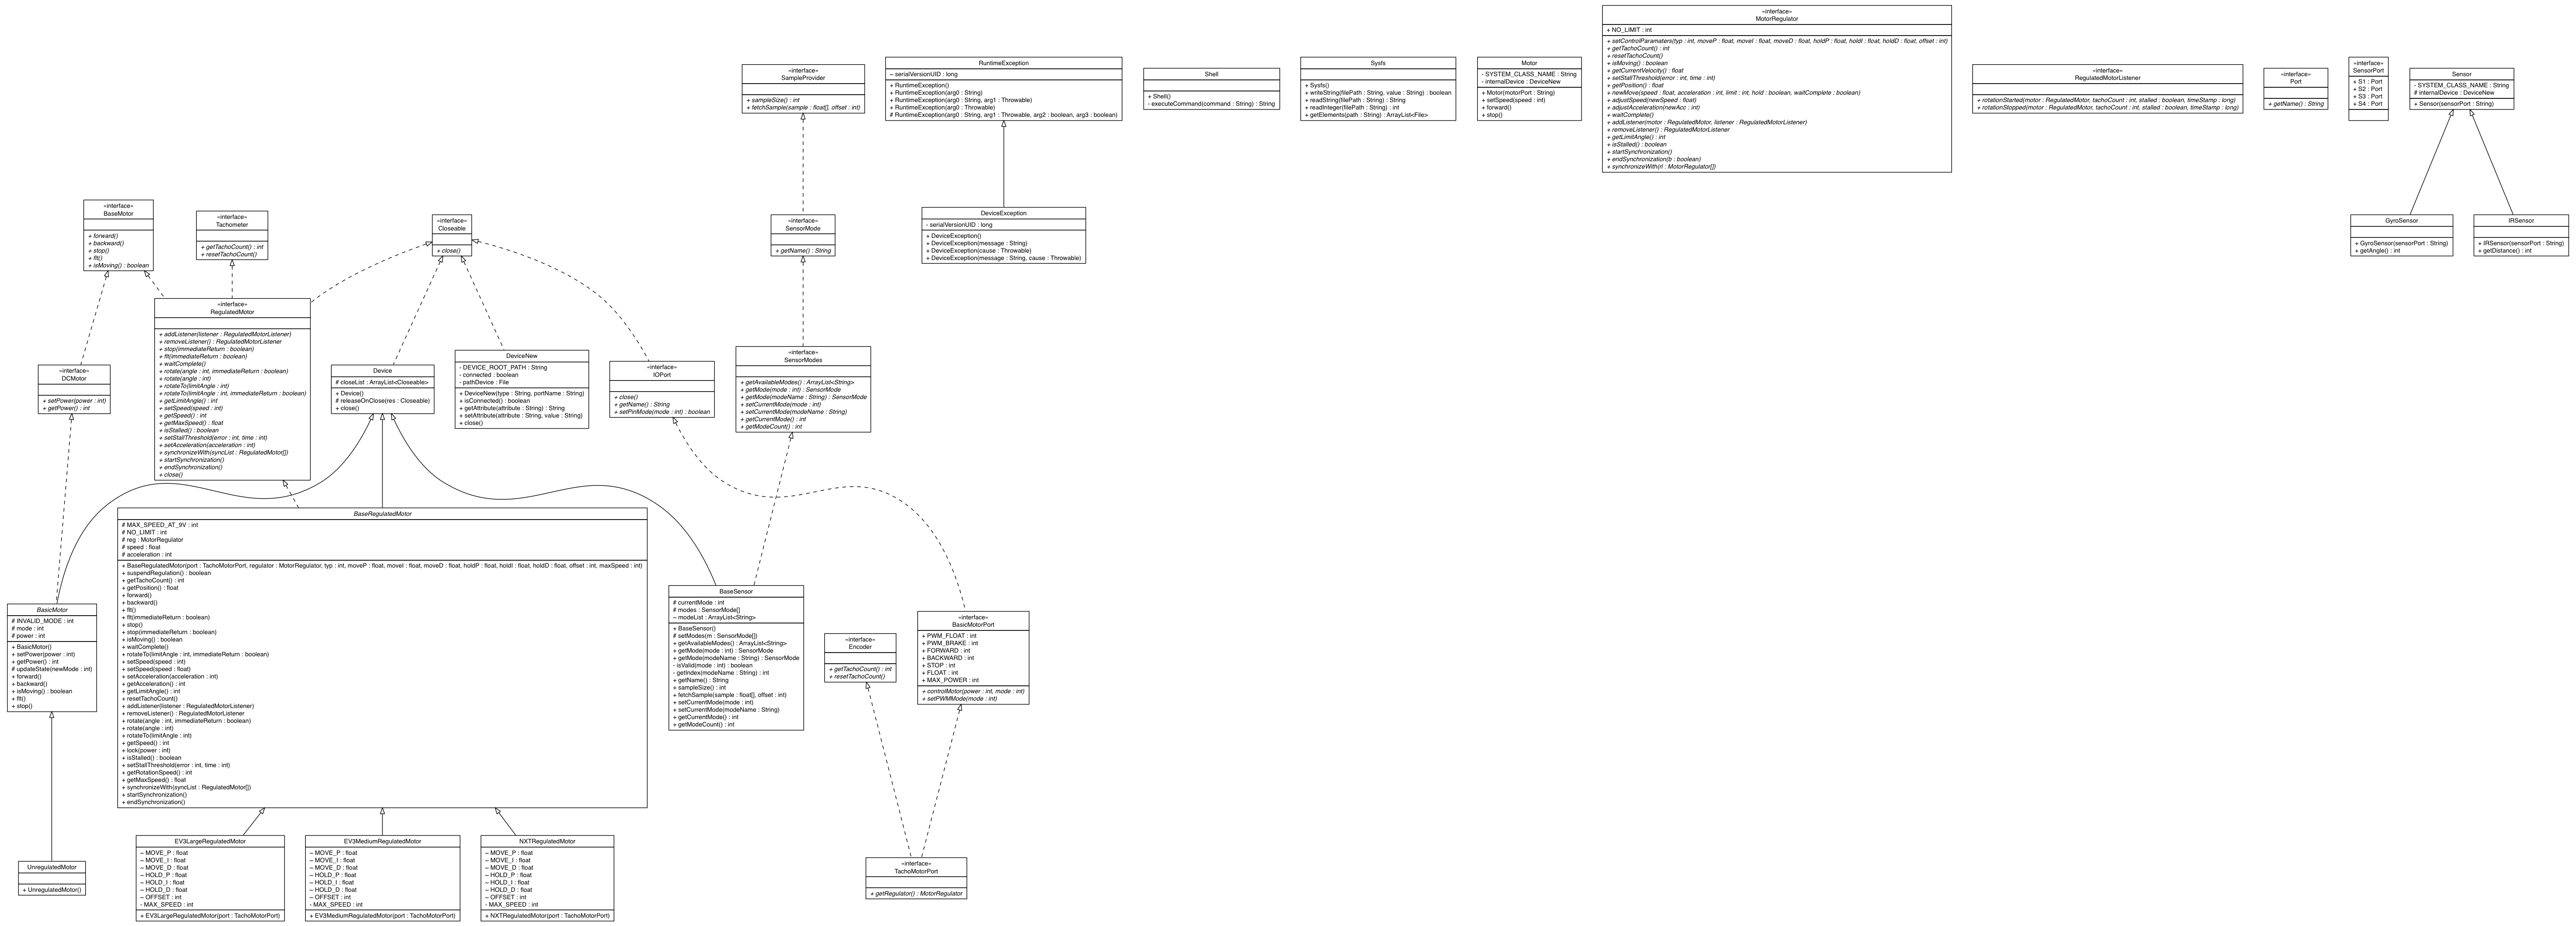 «interface»
MotorRegulator
+ NO_LIMIT : int
+ setControlParamaters(typ : int, moveP : float, moveI : float, moveD : float, holdP : float, holdI : float, holdD : float, offset : int)
+ getTachoCount() : int
+ resetTachoCount()
+ isMoving() : boolean
+ getCurrentVelocity() : float
+ setStallThreshold(error : int, time : int)
+ getPosition() : float
+ newMove(speed : float, acceleration : int, limit : int, hold : boolean, waitComplete : boolean)
+ adjustSpeed(newSpeed : float)
+ adjustAcceleration(newAcc : int)
+ waitComplete()
+ addListener(motor : RegulatedMotor, listener : RegulatedMotorListener)
+ removeListener() : RegulatedMotorListener
+ getLimitAngle() : int
+ isStalled() : boolean
+ startSynchronization()
+ endSynchronization(b : boolean)
+ synchronizeWith(rl : MotorRegulator[])
«interface»
SampleProvider
+ sampleSize() : int
+ fetchSample(sample : float[], offset : int)
RuntimeException
~ serialVersionUID : long
+ RuntimeException()
+ RuntimeException(arg0 : String)
+ RuntimeException(arg0 : String, arg1 : Throwable)
+ RuntimeException(arg0 : Throwable)
# RuntimeException(arg0 : String, arg1 : Throwable, arg2 : boolean, arg3 : boolean)
Shell
+ Shell()
- executeCommand(command : String) : String
Sysfs
+ Sysfs()
+ writeString(filePath : String, value : String) : boolean
+ readString(filePath : String) : String
+ readInteger(filePath : String) : int
+ getElements(path : String) : ArrayList<File>
Motor
- SYSTEM_CLASS_NAME : String
- internalDevice : DeviceNew
+ Motor(motorPort : String)
+ setSpeed(speed : int)
+ forward()
+ stop()
«interface»
RegulatedMotorListener
+ rotationStarted(motor : RegulatedMotor, tachoCount : int, stalled : boolean, timeStamp : long)
+ rotationStopped(motor : RegulatedMotor, tachoCount : int, stalled : boolean, timeStamp : long)
«interface»
Port
+ getName() : String
«interface»
SensorPort
+ S1 : Port
+ S2 : Port
+ S3 : Port
+ S4 : Port
Sensor
- SYSTEM_CLASS_NAME : String
# internalDevice : DeviceNew
+ Sensor(sensorPort : String)
«interface»
BaseMotor
+ forward()
+ backward()
+ stop()
+ flt()
+ isMoving() : boolean
«interface»
Tachometer
+ getTachoCount() : int
+ resetTachoCount()
«interface»
Closeable
+ close()
«interface»
SensorMode
+ getName() : String
DeviceException
- serialVersionUID : long
+ DeviceException()
+ DeviceException(message : String)
+ DeviceException(cause : Throwable)
+ DeviceException(message : String, cause : Throwable)
GyroSensor
+ GyroSensor(sensorPort : String)
+ getAngle() : int
IRSensor
+ IRSensor(sensorPort : String)
+ getDistance() : int
«interface»
RegulatedMotor
+ addListener(listener : RegulatedMotorListener)
+ removeListener() : RegulatedMotorListener
+ stop(immediateReturn : boolean)
+ flt(immediateReturn : boolean)
+ waitComplete()
+ rotate(angle : int, immediateReturn : boolean)
+ rotate(angle : int)
+ rotateTo(limitAngle : int)
+ rotateTo(limitAngle : int, immediateReturn : boolean)
+ getLimitAngle() : int
+ setSpeed(speed : int)
+ getSpeed() : int
+ getMaxSpeed() : float
+ isStalled() : boolean
+ setStallThreshold(error : int, time : int)
+ setAcceleration(acceleration : int)
+ synchronizeWith(syncList : RegulatedMotor[])
+ startSynchronization()
+ endSynchronization()
+ close()
«interface»
DCMotor
+ setPower(power : int)
+ getPower() : int
Device
# closeList : ArrayList<Closeable>
+ Device()
# releaseOnClose(res : Closeable)
+ close()
DeviceNew
- DEVICE_ROOT_PATH : String
- connected : boolean
- pathDevice : File
+ DeviceNew(type : String, portName : String)
+ isConnected() : boolean
+ getAttribute(attribute : String) : String
+ setAttribute(attribute : String, value : String)
+ close()
«interface»
IOPort
+ close()
+ getName() : String
+ setPinMode(mode : int) : boolean
«interface»
SensorModes
+ getAvailableModes() : ArrayList<String>
+ getMode(mode : int) : SensorMode
+ getMode(modeName : String) : SensorMode
+ setCurrentMode(mode : int)
+ setCurrentMode(modeName : String)
+ getCurrentMode() : int
+ getModeCount() : int
BasicMotor
# INVALID_MODE : int
# mode : int
# power : int
+ BasicMotor()
+ setPower(power : int)
+ getPower() : int
# updateState(newMode : int)
+ forward()
+ backward()
+ isMoving() : boolean
+ flt()
+ stop()
BaseRegulatedMotor
# MAX_SPEED_AT_9V : int
# NO_LIMIT : int
# reg : MotorRegulator
# speed : float
# acceleration : int
+ BaseRegulatedMotor(port : TachoMotorPort, regulator : MotorRegulator, typ : int, moveP : float, moveI : float, moveD : float, holdP : float, holdI : float, holdD : float, offset : int, maxSpeed : int)
+ suspendRegulation() : boolean
+ getTachoCount() : int
+ getPosition() : float
+ forward()
+ backward()
+ flt()
+ flt(immediateReturn : boolean)
+ stop()
+ stop(immediateReturn : boolean)
+ isMoving() : boolean
+ waitComplete()
+ rotateTo(limitAngle : int, immediateReturn : boolean)
+ setSpeed(speed : int)
+ setSpeed(speed : float)
+ setAcceleration(acceleration : int)
+ getAcceleration() : int
+ getLimitAngle() : int
+ resetTachoCount()
+ addListener(listener : RegulatedMotorListener)
+ removeListener() : RegulatedMotorListener
+ rotate(angle : int, immediateReturn : boolean)
+ rotate(angle : int)
+ rotateTo(limitAngle : int)
+ getSpeed() : int
+ lock(power : int)
+ isStalled() : boolean
+ setStallThreshold(error : int, time : int)
+ getRotationSpeed() : int
+ getMaxSpeed() : float
+ synchronizeWith(syncList : RegulatedMotor[])
+ startSynchronization()
+ endSynchronization()
BaseSensor
# currentMode : int
# modes : SensorMode[]
~ modeList : ArrayList<String>
+ BaseSensor()
# setModes(m : SensorMode[])
+ getAvailableModes() : ArrayList<String>
+ getMode(mode : int) : SensorMode
+ getMode(modeName : String) : SensorMode
- isValid(mode : int) : boolean
- getIndex(modeName : String) : int
+ getName() : String
+ sampleSize() : int
+ fetchSample(sample : float[], offset : int)
+ setCurrentMode(mode : int)
+ setCurrentMode(modeName : String)
+ getCurrentMode() : int
+ getModeCount() : int
«interface»
Encoder
+ getTachoCount() : int
+ resetTachoCount()
«interface»
BasicMotorPort
+ PWM_FLOAT : int
+ PWM_BRAKE : int
+ FORWARD : int
+ BACKWARD : int
+ STOP : int
+ FLOAT : int
+ MAX_POWER : int
+ controlMotor(power : int, mode : int)
+ setPWMMode(mode : int)
UnregulatedMotor
+ UnregulatedMotor()
EV3LargeRegulatedMotor
~ MOVE_P : float
~ MOVE_I : float
~ MOVE_D : float
~ HOLD_P : float
~ HOLD_I : float
~ HOLD_D : float
~ OFFSET : int
- MAX_SPEED : int
+ EV3LargeRegulatedMotor(port : TachoMotorPort)
EV3MediumRegulatedMotor
~ MOVE_P : float
~ MOVE_I : float
~ MOVE_D : float
~ HOLD_P : float
~ HOLD_I : float
~ HOLD_D : float
~ OFFSET : int
- MAX_SPEED : int
+ EV3MediumRegulatedMotor(port : TachoMotorPort)
NXTRegulatedMotor
~ MOVE_P : float
~ MOVE_I : float
~ MOVE_D : float
~ HOLD_P : float
~ HOLD_I : float
~ HOLD_D : float
~ OFFSET : int
- MAX_SPEED : int
+ NXTRegulatedMotor(port : TachoMotorPort)
«interface»
TachoMotorPort
+ getRegulator() : MotorRegulator